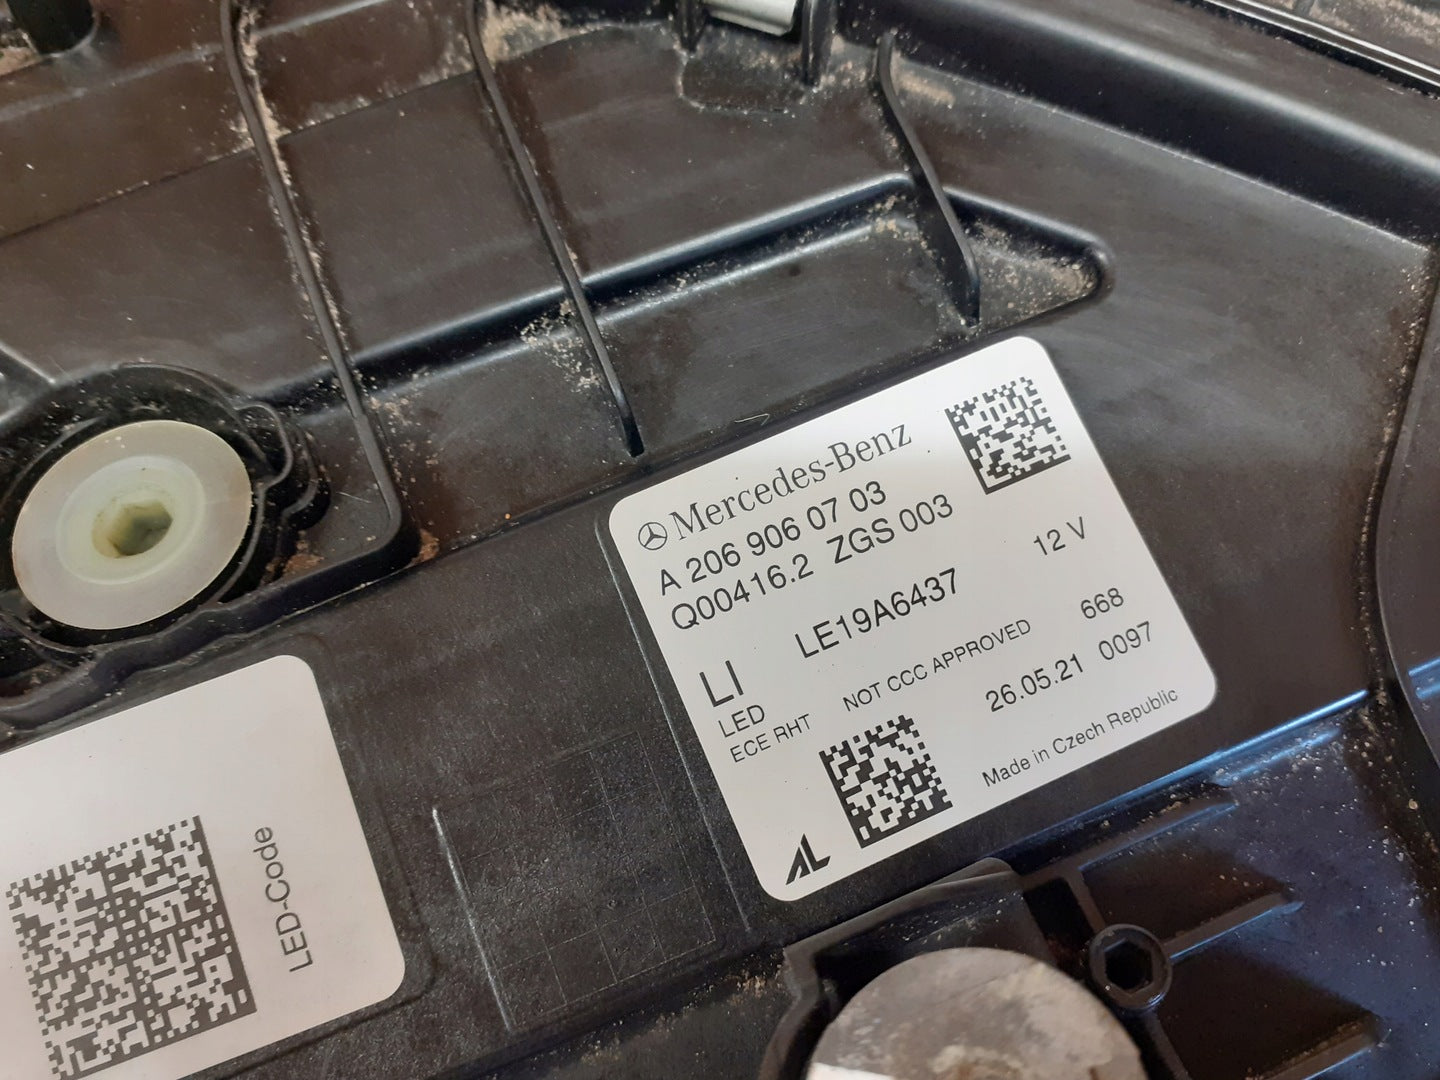 Mercedes-Benz
A 206 906 07 03
Q00416.2 ZGS 003
12 V
LE19A6437
LI
LED
ECE RHT
NOT CCC APPROVED
668
26.05.21 0097
Made in Czech Republic
AL
LED-Code